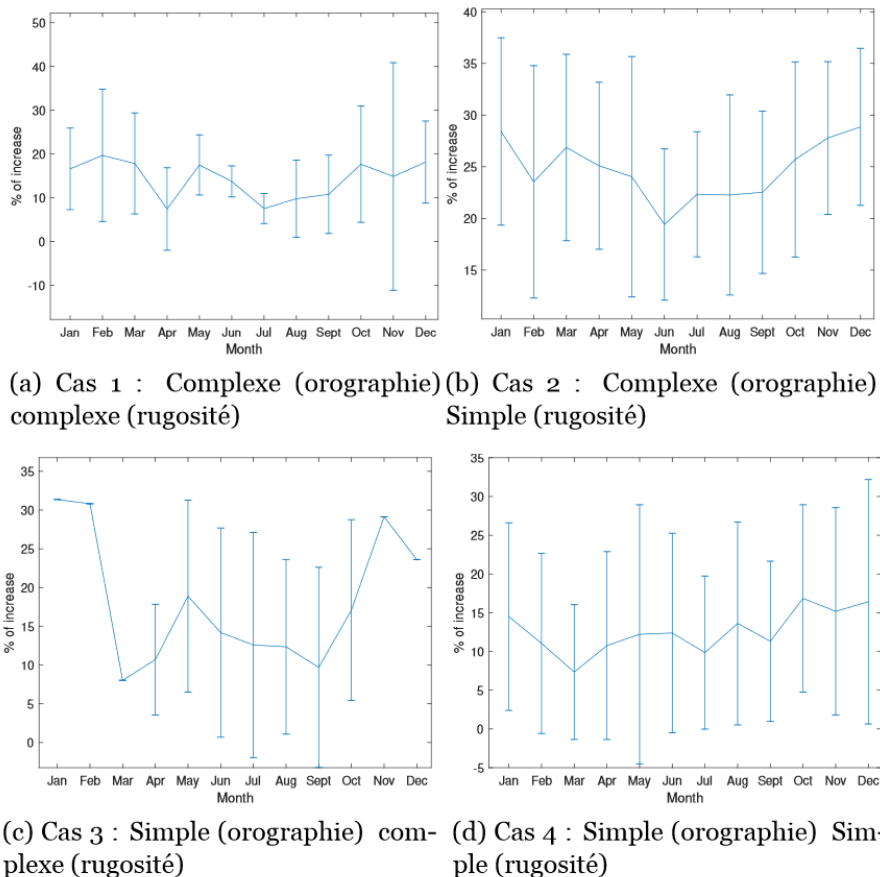 50
40
30
20
10
0
-10
% of increase
Jan Feb Mar Apr May Jun Jul Aug Sept Oct Nov Dec
Month
40
35
30
25
20
15
% of increase
Jan Feb Mar Apr May Jun Jul Aug Sept Oct Nov Dec
Month
(a) Cas 1 : Complexe (orographie)
complexe (rugosité)
(b) Cas 2 : Complexe (orographie)
Simple (rugosité)
35
30
25
20
15
10
5
0
% of increase
Jan Feb Mar Apr May Jun Jul Aug Sept Oct Nov Dec
Month
35
30
25
20
15
10
5
0
-5
% of increase
Jan Feb Mar Apr May Jun Jul Aug Sept Oct Nov Dec
Month
(c) Cas 3 : Simple (orographie) com-
plexe (rugosité)
(d) Cas 4 : Simple (orographie) Sim-
ple (rugosité)